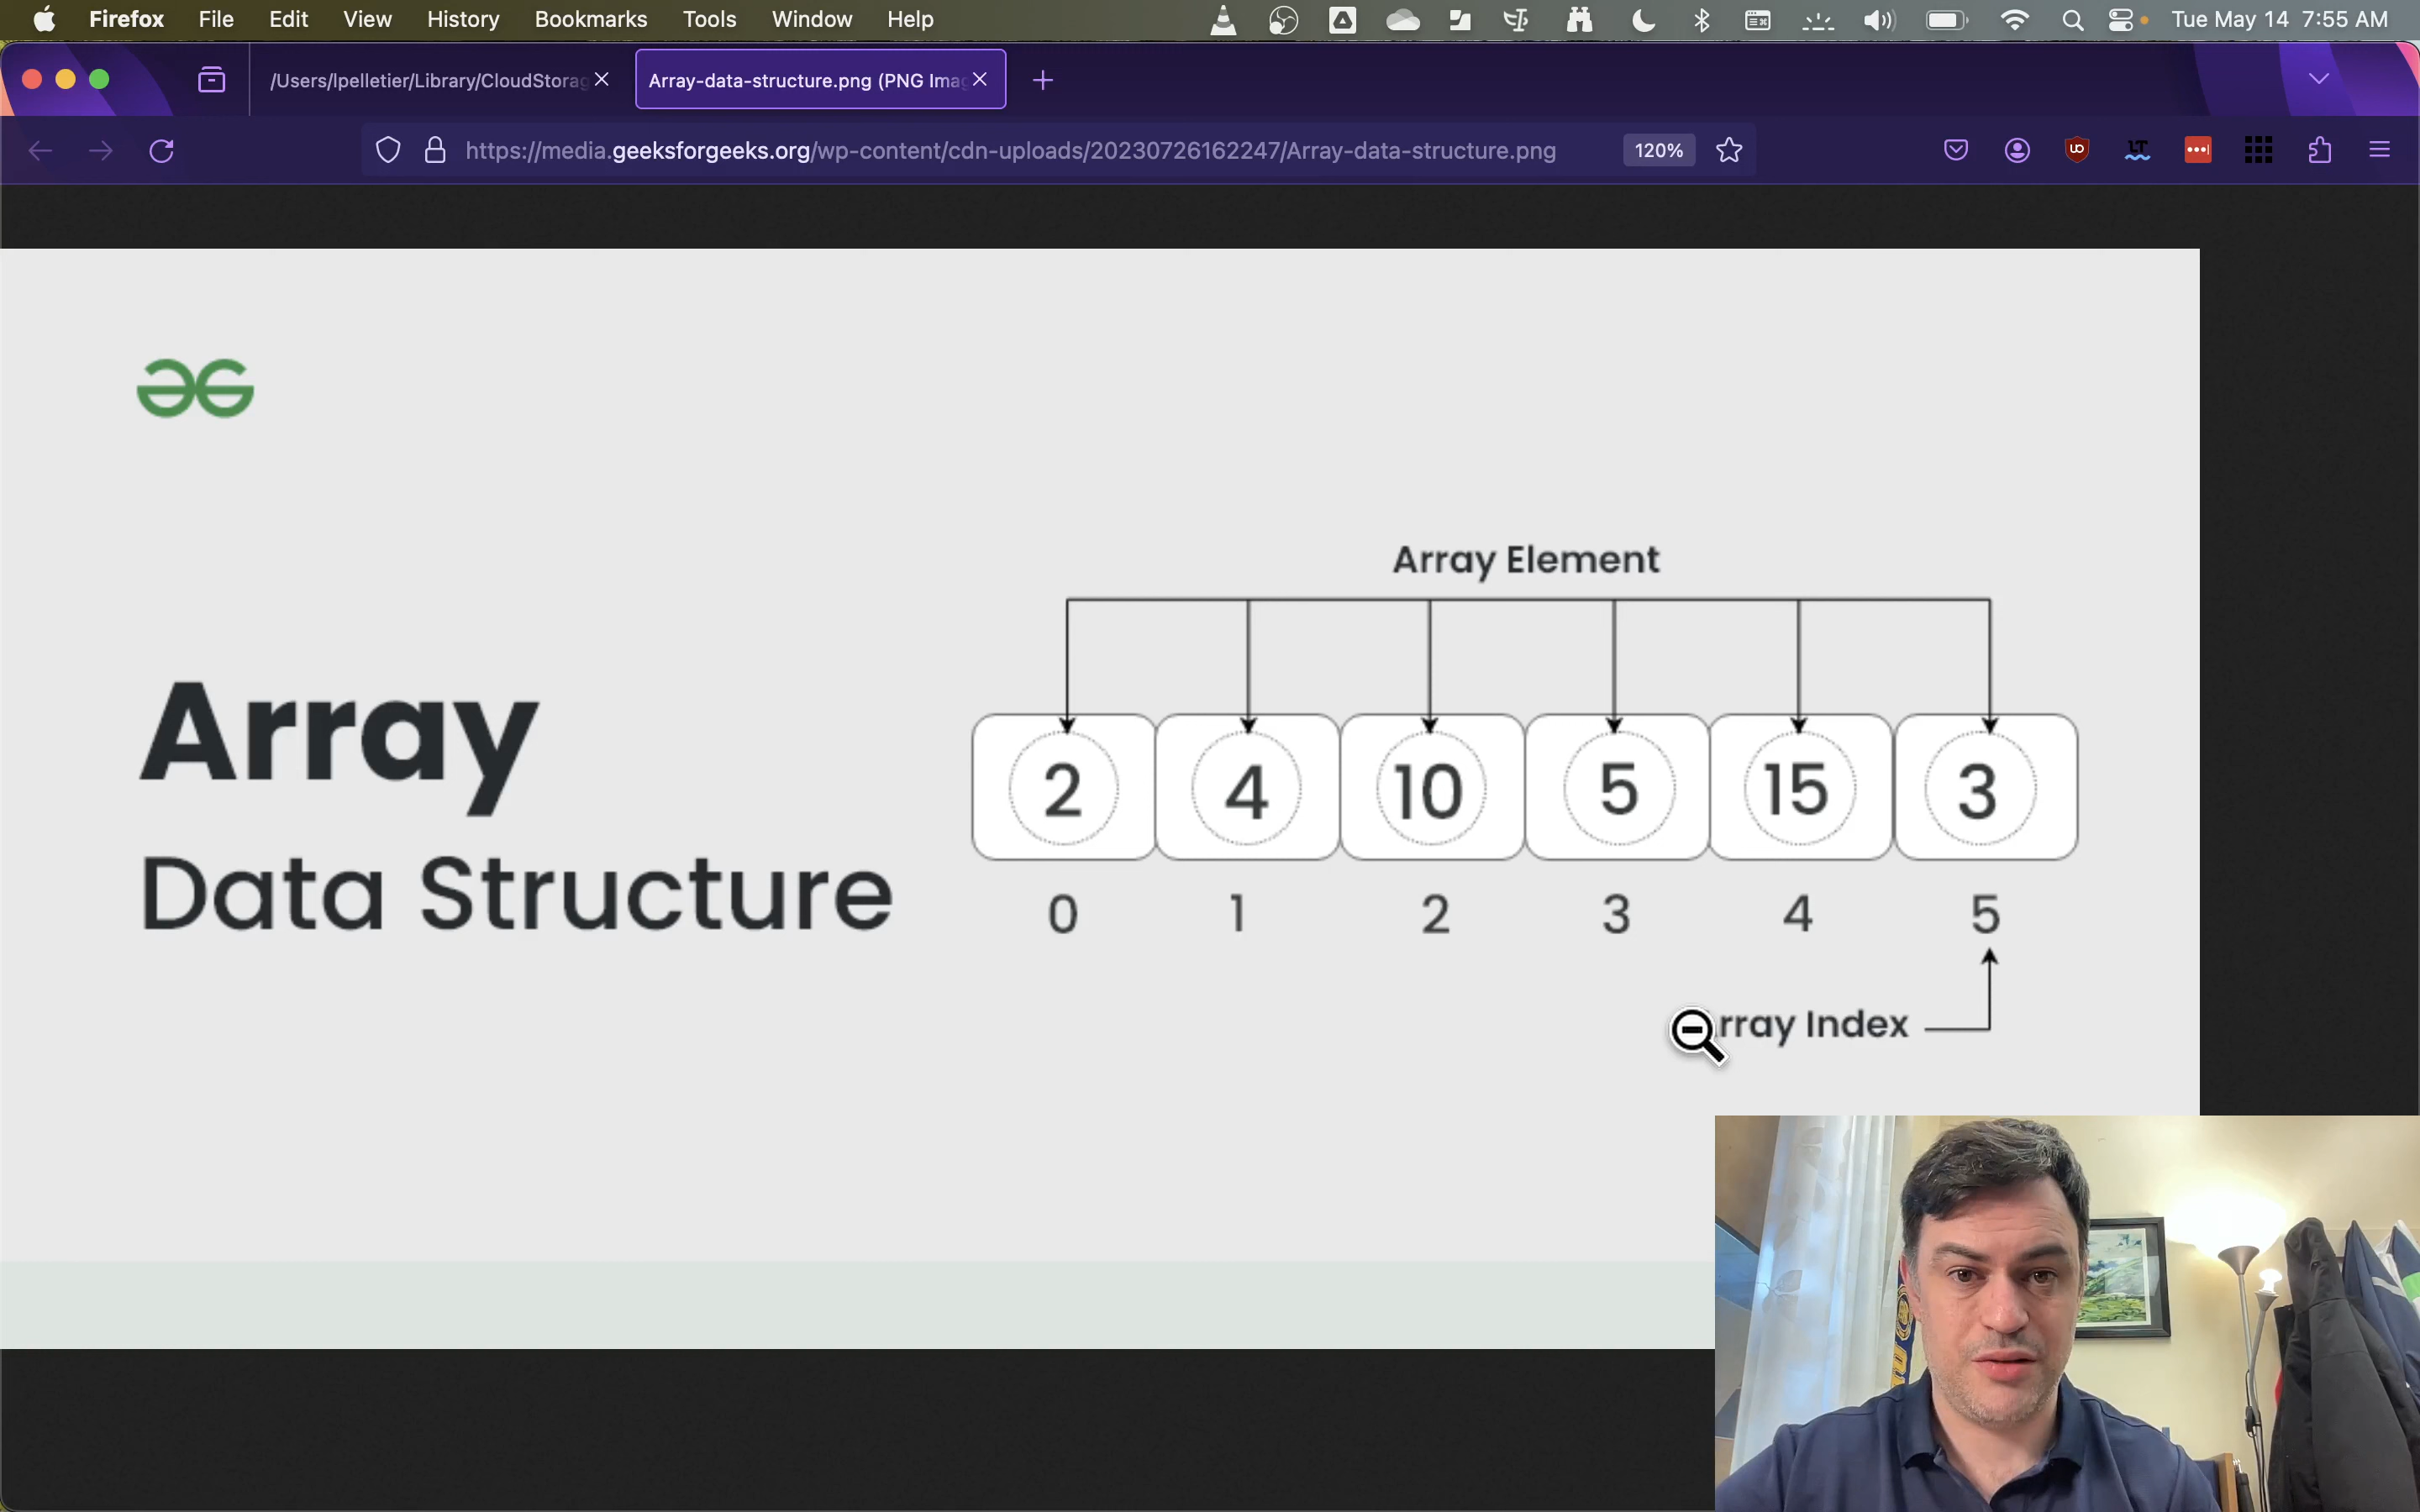 Firefox File Edit View History Bookmarks Tools Window Help Tue May 14 7:55 AM
/Users/lpelletier/Library/CloudStorag
Array-data-structure.png (PNG Imag
https://media.geeksforgeeks.org/wp-content/cdn-uploads/20230726162247/Array-data-structure.png
120%
Array
Data Structure
Array Element
2 4 10 5 15 3
0 1 2 3 4 5
rray Index